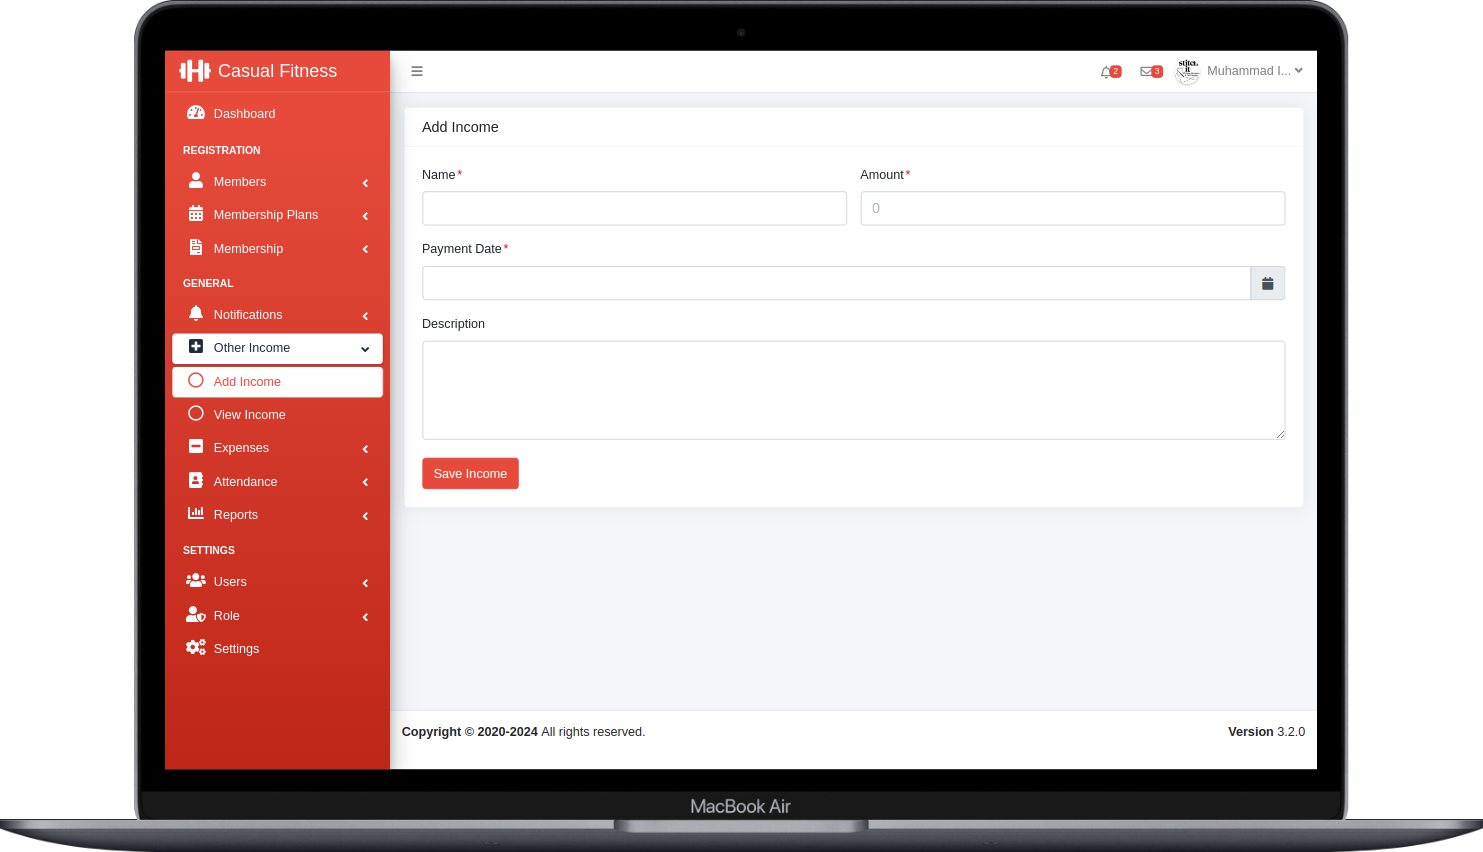 Casual Fitness
2
3
stitch
it
Muhammad I...
Dashboard
REGISTRATION
Members
Membership Plans
Membership
GENERAL
Notifications
Other Income
Add Income
View Income
Expenses
Attendance
Reports
SETTINGS
Users
Role
Settings
Add Income
Name*
Amount*
0
Payment Date*
Description
Save Income
Copyright © 2020-2024 All rights reserved.
Version 3.2.0
MacBook Air